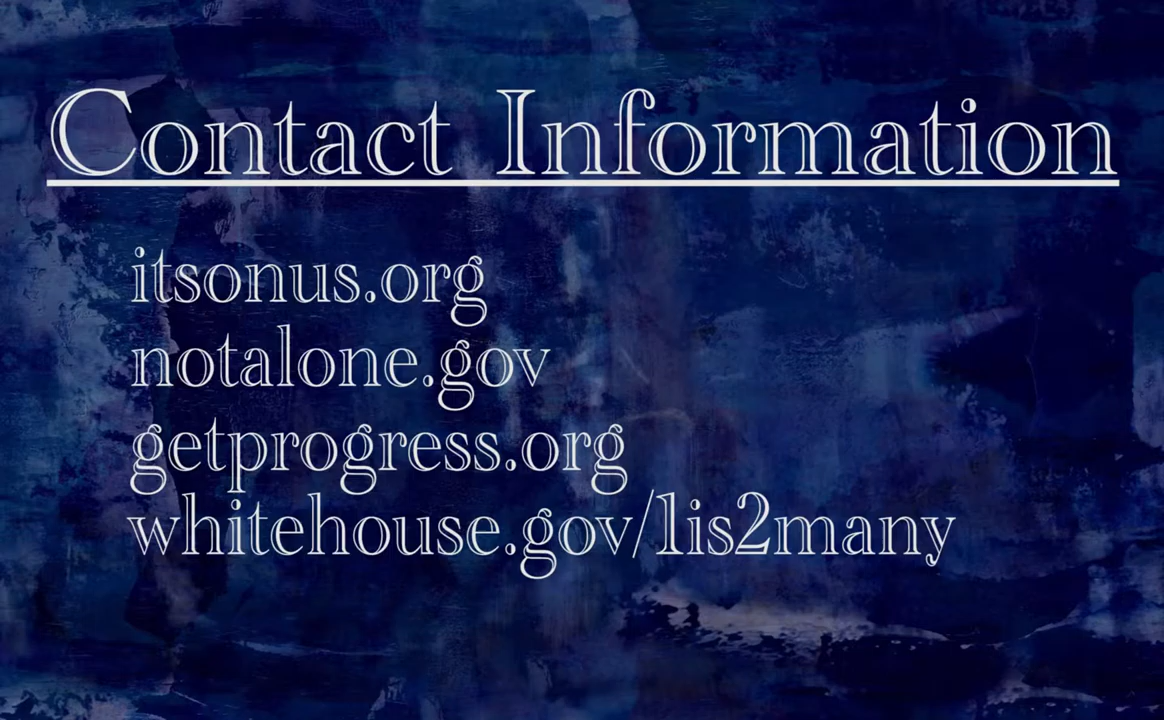 Contact Information
itsonus.org
notalone.gov
getprogress.org
whitehouse.gov/1is2many